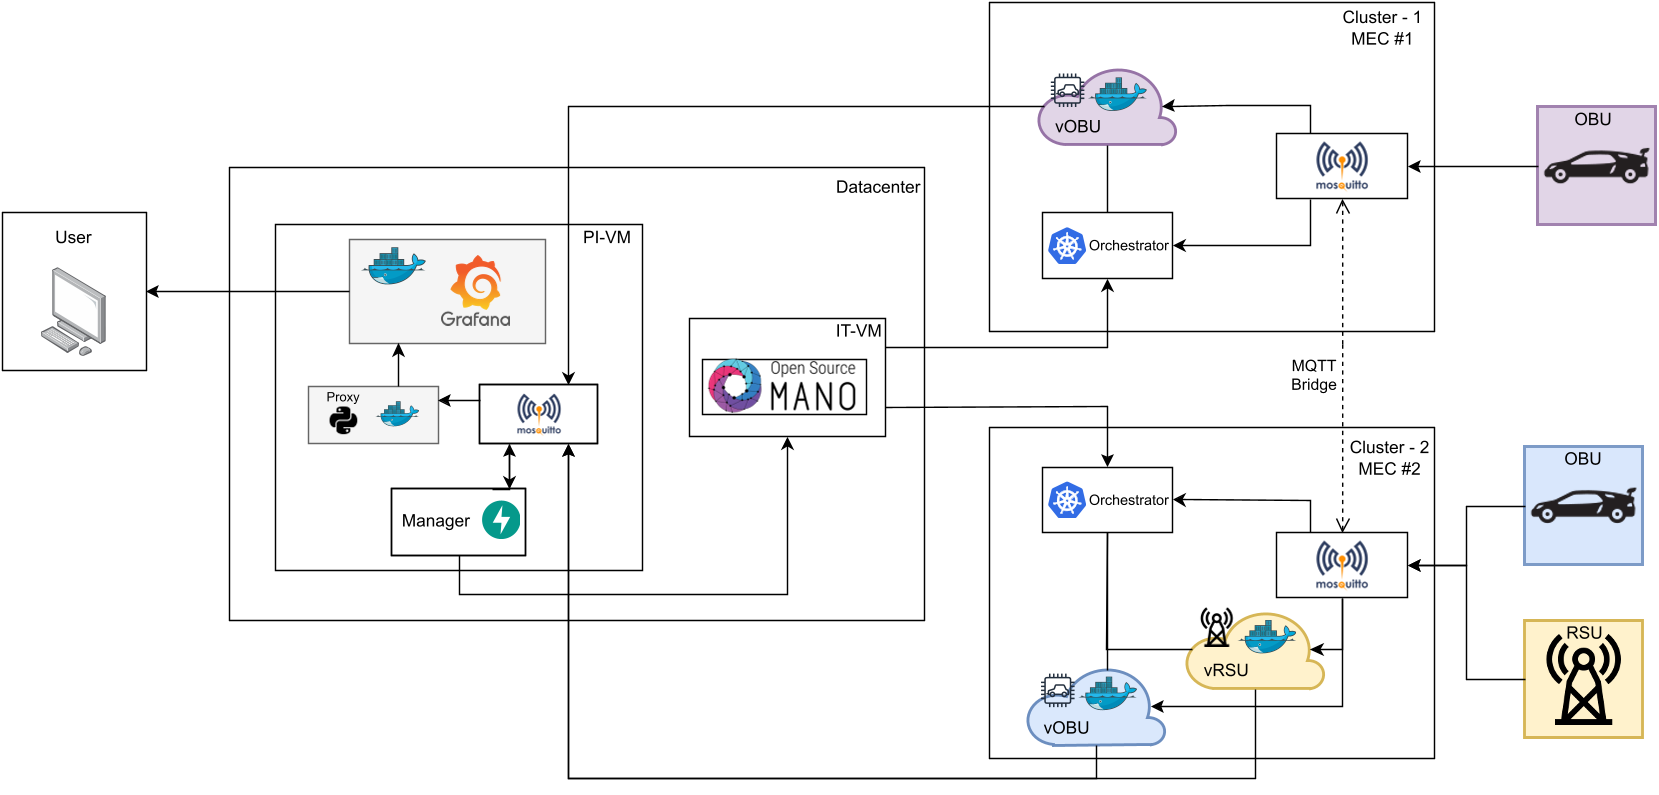 Cluster - 1
MEC #1
OBU
vOBU
mosquitto
Datacenter
User
PI-VM
Orchestrator
Grafana
IT-VM
Open Source
MANO
MQTT
Bridge
Proxy
mosquitto
Cluster - 2
MEC #2
OBU
Orchestrator
Manager
mosquitto
RSU
vRSU
vOBU